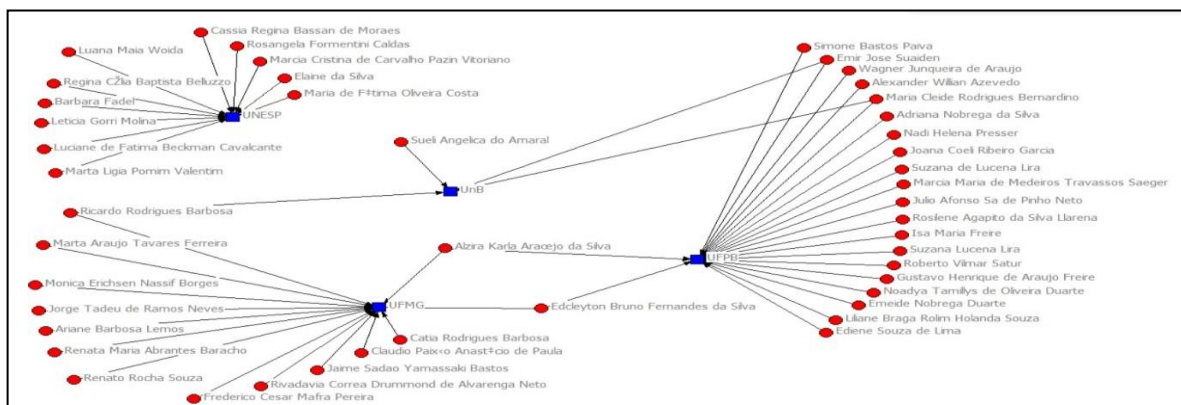 Cassia Regina Bassan de Moraes
Rosangela Formentini Caldas
Luana Maia Woida
Marcia Cristina de Carvalho Pazin Vitoriano
Elaine da Silva
Regina CŽlia Baptista Belluzzo
Maria de F‡tima Oliveira Costa
Barbara Fadel
UNESP
Leticia Gorri Molina
Luciane de Fatima Beckman Cavalcante
Marta Ligia Pomim Valentim
Sueli Angelica do Amaral
UnB
Ricardo Rodrigues Barbosa
Marta Araujo Tavares Ferreira
Alzira Karla Aracejo da Silva
Monica Erichsen Nassif Borges
UFMG
Edcleyton Bruno Fernandes da Silva
Jorge Tadeu de Ramos Neves
Ariane Barbosa Lemos
Catia Rodrigues Barbosa
Renata Maria Abrantes Baracho
Claudio Paix‹o Anast‡cio de Paula
Jaime Sadao Yamassaki Bastos
Renato Rocha Souza
Rivadavia Correa Drummond de Alvarenga Neto
Frederico Cesar Mafra Pereira
Simone Bastos Paiva
Emir Jose Suaiden
Wagner Junqueira de Araujo
Alexander Willian Azevedo
Maria Cleide Rodrigues Bernardino
Adriana Nobrega da Silva
Nadi Helena Presser
Joana Coeli Ribeiro Garcia
Suzana de Lucena Lira
Marcia Maria de Medeiros Travassos Saeger
Julio Afonso Sa de Pinho Neto
Rosilene Agapito da Silva Llarena
Isa Maria Freire
Suzana Lucena Lira
UFPB
Roberto Vilmar Satur
Gustavo Henrique de Araujo Freire
Noadya Tamillys de Oliveira Duarte
Emeide Nobrega Duarte
Liliane Braga Rolim Holanda Souza
Ediene Souza de Lima